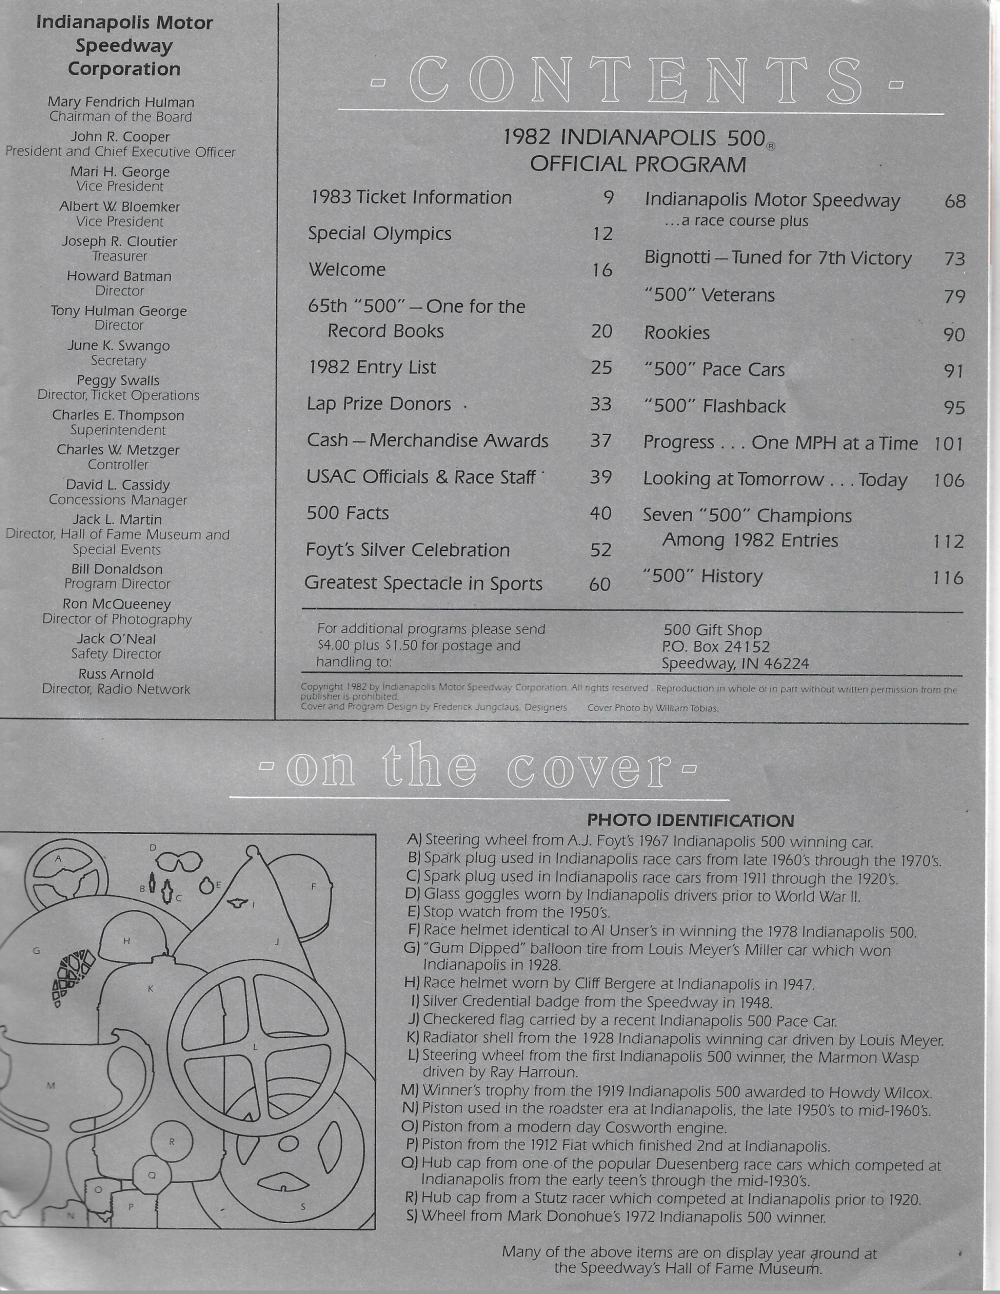 Indianapolis Motor
Speedway
Corporation
Mary Fendrich Hulman
Chairman of the Board
John R. Cooper
President and Chief Executive Officer
Mari H. George
Vice President
Albert W. Bloemker
Vice President
Joseph R. Cloutier
Treasurer
Howard Batman
Director
Tony Hulman George
Director
June K. Swango
Secretary
Peggy Swalls
Director, Ticket Operations
Charles E. Thompson
Superintendent
Charles W. Metzger
Controller
David L. Cassidy
Concessions Manager
Jack L. Martin
Director, Hall of Fame Museum and
Special Events
Bill Donaldson
Program Director
Ron McQueeney
Director of Photography
Jack O'Neal
Safety Director
Russ Arnold
Director, Radio Network
- CONTENTS -
1982 INDIANAPOLIS 500®
OFFICIAL PROGRAM
1983 Ticket Information 9
Special Olympics 12
Welcome 16
65th "500" — One for the
Record Books 20
1982 Entry List 25
Lap Prize Donors 33
Cash — Merchandise Awards 37
USAC Officials & Race Staff 39
500 Facts 40
Foyt's Silver Celebration 52
Greatest Spectacle in Sports 60
Indianapolis Motor Speedway 68
...a race course plus
Bignotti — Tuned for 7th Victory 73
"500" Veterans 79
Rookies 90
"500" Pace Cars 91
"500" Flashback 95
Progress . . . One MPH at a Time 101
Looking at Tomorrow . . . Today 106
Seven "500" Champions
Among 1982 Entries 112
"500" History 116
For additional programs please send
$4.00 plus $1.50 for postage and
handling to:
500 Gift Shop
P.O. Box 24152
Speedway, IN 46224
Copyright 1982 by Indianapolis Motor Speedway Corporation. All rights reserved. Reproduction in whole or in part without written permission from the
publisher is prohibited.
Cover and Program Design by Frederick Jungclaus, Designers Cover Photo by William Tobias.
- on the cover -
PHOTO IDENTIFICATION
A) Steering wheel from A.J. Foyt's 1967 Indianapolis 500 winning car.
B) Spark plug used in Indianapolis race cars from late 1960's through the 1970's.
C) Spark plug used in Indianapolis race cars from 1911 through the 1920's.
D) Glass goggles worn by Indianapolis drivers prior to World War II.
E) Stop watch from the 1950's.
F) Race helmet identical to Al Unser's in winning the 1978 Indianapolis 500.
G) "Gum Dipped" balloon tire from Louis Meyer's Miller car which won
Indianapolis in 1928.
H) Race helmet worn by Cliff Bergere at Indianapolis in 1947.
I) Silver Credential badge from the Speedway in 1948.
J) Checkered flag carried by a recent Indianapolis 500 Pace Car.
K) Radiator shell from the 1928 Indianapolis winning car driven by Louis Meyer.
L) Steering wheel from the first Indianapolis 500 winner, the Marmon Wasp
driven by Ray Harroun.
M) Winner's trophy from the 1919 Indianapolis 500 awarded to Howdy Wilcox.
N) Piston used in the roadster era at Indianapolis, the late 1950's to mid-1960's.
O) Piston from a modern day Cosworth engine.
P) Piston from the 1912 Fiat which finished 2nd at Indianapolis.
Q) Hub cap from one of the popular Duesenberg race cars which competed at
Indianapolis from the early teen's through the mid-1930's.
R) Hub cap from a Stutz racer which competed at Indianapolis prior to 1920.
S) Wheel from Mark Donohue's 1972 Indianapolis 500 winner.
Many of the above items are on display year around at
the Speedway's Hall of Fame Museum.
A
D
B
C
E
F
I
G
H
J
K
L
M
R
Q
O
P
N
S